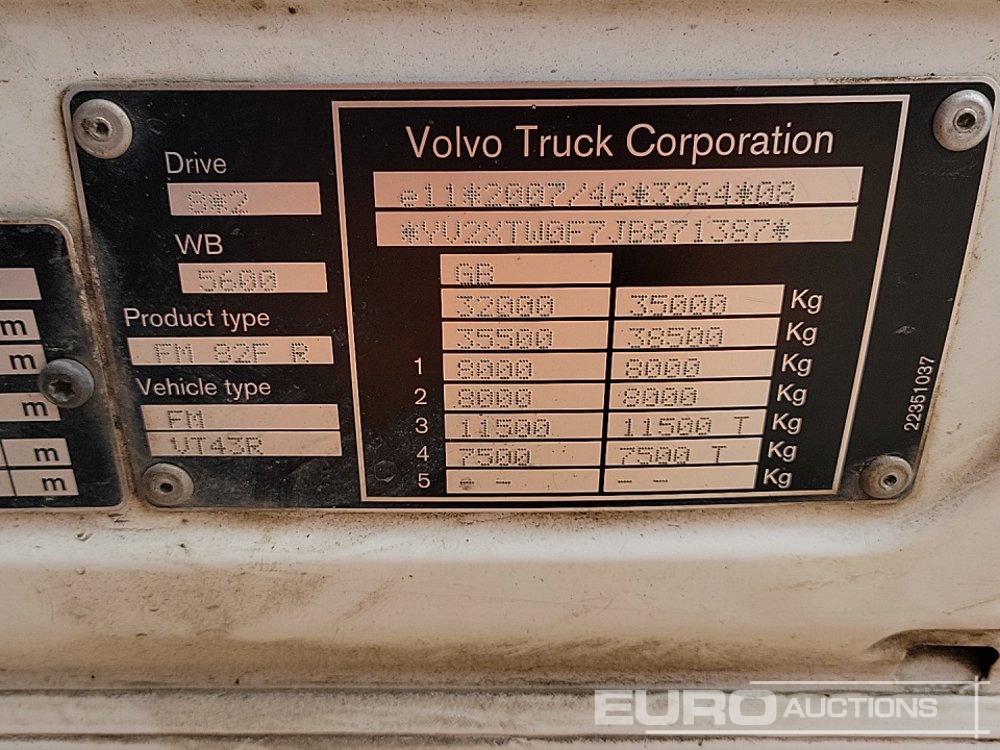 Volvo Truck Corporation
Drive
8*2
WB
5600
Product type
FM 82F R
Vehicle type
FM
VT43R
e11*2007/46*3264*08
*YV2XTW0F7JB871387*
GB
32000 35000 Kg
35500 38500 Kg
1 8000 8000 Kg
2 8000 8000 Kg
3 11500 11500 T Kg
4 7500 7500 T Kg
5 -- -- -- -- Kg
22351037
m
m
m
m
m
EURO AUCTIONS